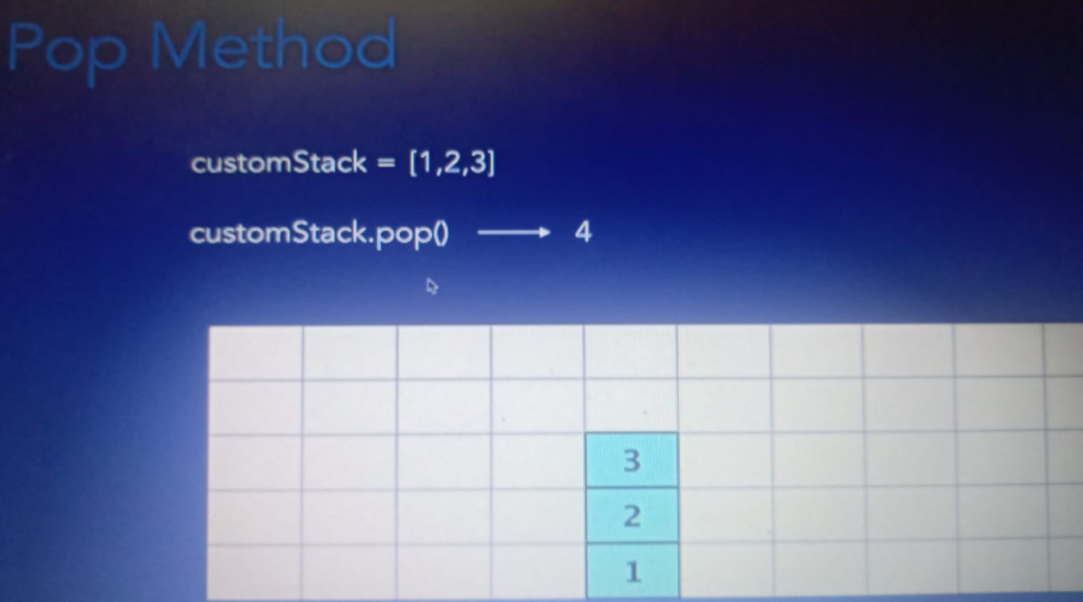 Pop Method
customStack = [1,2,3]
customStack.pop() ⟶ 4
3
2
1